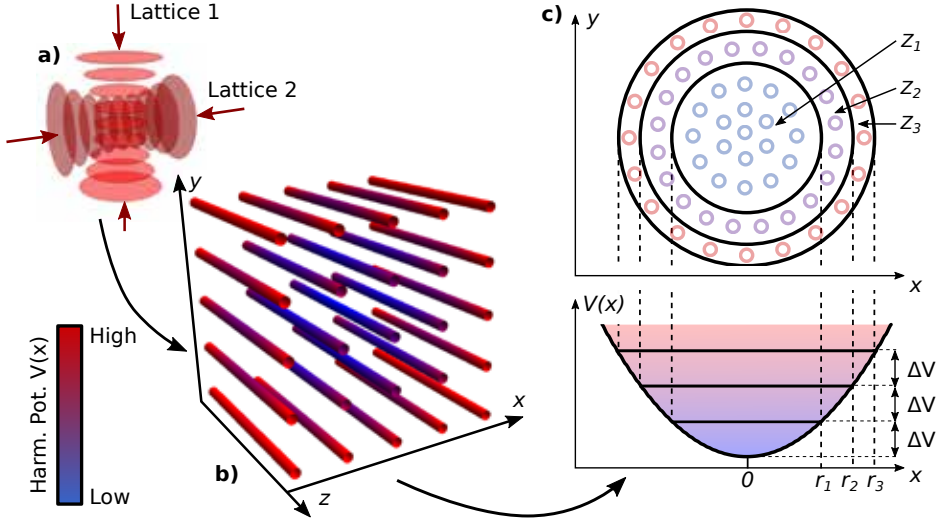 Lattice 1
a)
Lattice 2
y
High
Harm. Pot. V(x)
Low
b)
x
z
c)
y
Z1
Z2
Z3
x
V(x)
ΔV
ΔV
ΔV
0
r1
r2
r3
x